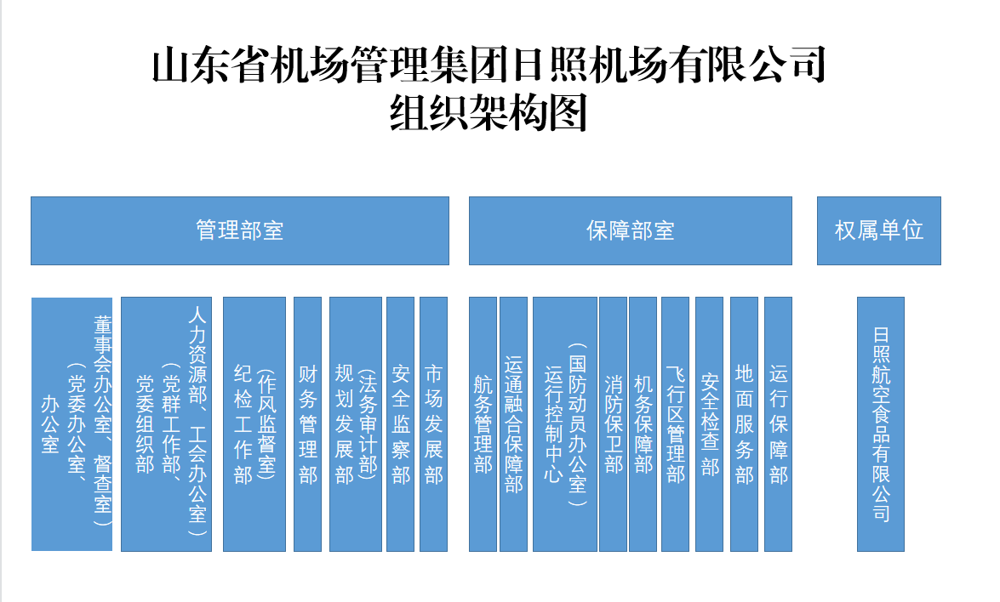 山东省机场管理集团日照机场有限公司
组织架构图
管理部室
保障部室
权属单位
办公室
（党委办公室、
董事会办公室、督查室）
党委组织部
（党群工作部、
人力资源部、工会办公室）
纪检工作部
（作风监督室）
财务管理部
规划发展部
（法务审计部）
安全监察部
市场发展部
航务管理部
运通融合保障部
运行控制中心
（国防动员办公室）
消防保卫部
机务保障部
飞行区管理部
安全检查部
地面服务部
运行保障部
日照航空食品有限公司